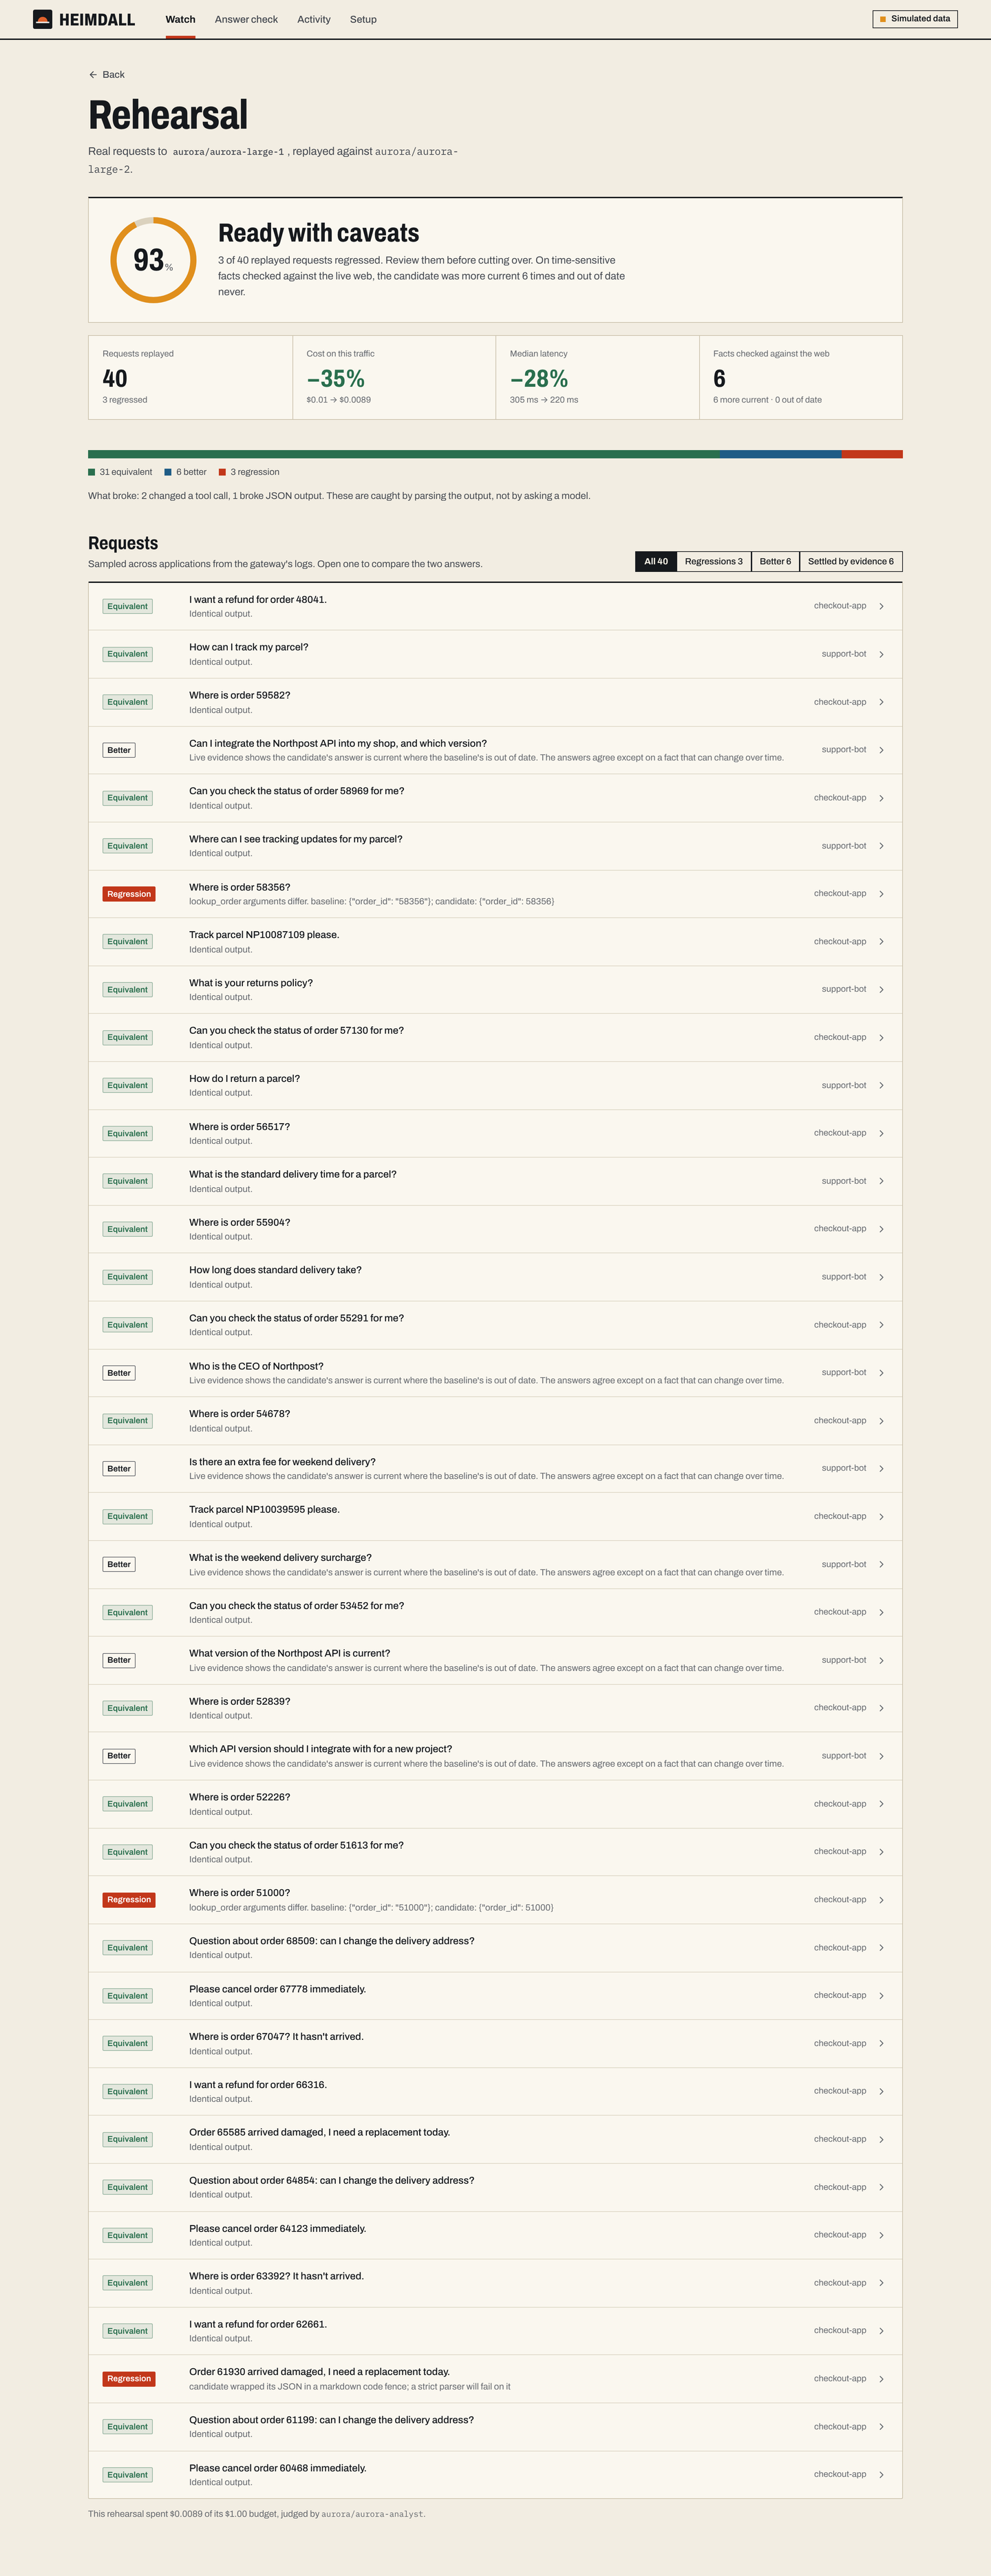 HEIMDALL
Watch
Answer check
Activity
Setup
Simulated data
← Back
Rehearsal
Real requests to aurora/aurora-large-1 , replayed against aurora/aurora-
large-2.
93%
Ready with caveats
3 of 40 replayed requests regressed. Review them before cutting over. On time-sensitive
facts checked against the live web, the candidate was more current 6 times and out of date
never.
Requests replayed
40
3 regressed
Cost on this traffic
−35%
$0.01 → $0.0089
Median latency
−28%
305 ms → 220 ms
Facts checked against the web
6
6 more current · 0 out of date
31 equivalent
6 better
3 regression
What broke: 2 changed a tool call, 1 broke JSON output. These are caught by parsing the output, not by asking a model.
Requests
Sampled across applications from the gateway's logs. Open one to compare the two answers.
All 40
Regressions 3
Better 6
Settled by evidence 6
Equivalent
I want a refund for order 48041.
Identical output.
checkout-app
Equivalent
How can I track my parcel?
Identical output.
support-bot
Equivalent
Where is order 59582?
Identical output.
checkout-app
Better
Can I integrate the Northpost API into my shop, and which version?
Live evidence shows the candidate's answer is current where the baseline's is out of date. The answers agree except on a fact that can change over time.
support-bot
Equivalent
Can you check the status of order 58969 for me?
Identical output.
checkout-app
Equivalent
Where can I see tracking updates for my parcel?
Identical output.
support-bot
Regression
Where is order 58356?
lookup_order arguments differ. baseline: {"order_id": "58356"}; candidate: {"order_id": 58356}
checkout-app
Equivalent
Track parcel NP10087109 please.
Identical output.
checkout-app
Equivalent
What is your returns policy?
Identical output.
support-bot
Equivalent
Can you check the status of order 57130 for me?
Identical output.
checkout-app
Equivalent
How do I return a parcel?
Identical output.
support-bot
Equivalent
Where is order 56517?
Identical output.
checkout-app
Equivalent
What is the standard delivery time for a parcel?
Identical output.
support-bot
Equivalent
Where is order 55904?
Identical output.
checkout-app
Equivalent
How long does standard delivery take?
Identical output.
support-bot
Equivalent
Can you check the status of order 55291 for me?
Identical output.
checkout-app
Better
Who is the CEO of Northpost?
Live evidence shows the candidate's answer is current where the baseline's is out of date. The answers agree except on a fact that can change over time.
support-bot
Equivalent
Where is order 54678?
Identical output.
checkout-app
Better
Is there an extra fee for weekend delivery?
Live evidence shows the candidate's answer is current where the baseline's is out of date. The answers agree except on a fact that can change over time.
support-bot
Equivalent
Track parcel NP10039595 please.
Identical output.
checkout-app
Better
What is the weekend delivery surcharge?
Live evidence shows the candidate's answer is current where the baseline's is out of date. The answers agree except on a fact that can change over time.
support-bot
Equivalent
Can you check the status of order 53452 for me?
Identical output.
checkout-app
Better
What version of the Northpost API is current?
Live evidence shows the candidate's answer is current where the baseline's is out of date. The answers agree except on a fact that can change over time.
support-bot
Equivalent
Where is order 52839?
Identical output.
checkout-app
Better
Which API version should I integrate with for a new project?
Live evidence shows the candidate's answer is current where the baseline's is out of date. The answers agree except on a fact that can change over time.
support-bot
Equivalent
Where is order 52226?
Identical output.
checkout-app
Equivalent
Can you check the status of order 51613 for me?
Identical output.
checkout-app
Regression
Where is order 51000?
lookup_order arguments differ. baseline: {"order_id": "51000"}; candidate: {"order_id": 51000}
checkout-app
Equivalent
Question about order 68509: can I change the delivery address?
Identical output.
checkout-app
Equivalent
Please cancel order 67778 immediately.
Identical output.
checkout-app
Equivalent
Where is order 67047? It hasn't arrived.
Identical output.
checkout-app
Equivalent
I want a refund for order 66316.
Identical output.
checkout-app
Equivalent
Order 65585 arrived damaged, I need a replacement today.
Identical output.
checkout-app
Equivalent
Question about order 64854: can I change the delivery address?
Identical output.
checkout-app
Equivalent
Please cancel order 64123 immediately.
Identical output.
checkout-app
Equivalent
Where is order 63392? It hasn't arrived.
Identical output.
checkout-app
Equivalent
I want a refund for order 62661.
Identical output.
checkout-app
Regression
Order 61930 arrived damaged, I need a replacement today.
candidate wrapped its JSON in a markdown code fence; a strict parser will fail on it
checkout-app
Equivalent
Question about order 61199: can I change the delivery address?
Identical output.
checkout-app
Equivalent
Please cancel order 60468 immediately.
Identical output.
checkout-app
This rehearsal spent $0.0089 of its $1.00 budget, judged by aurora/aurora-analyst.